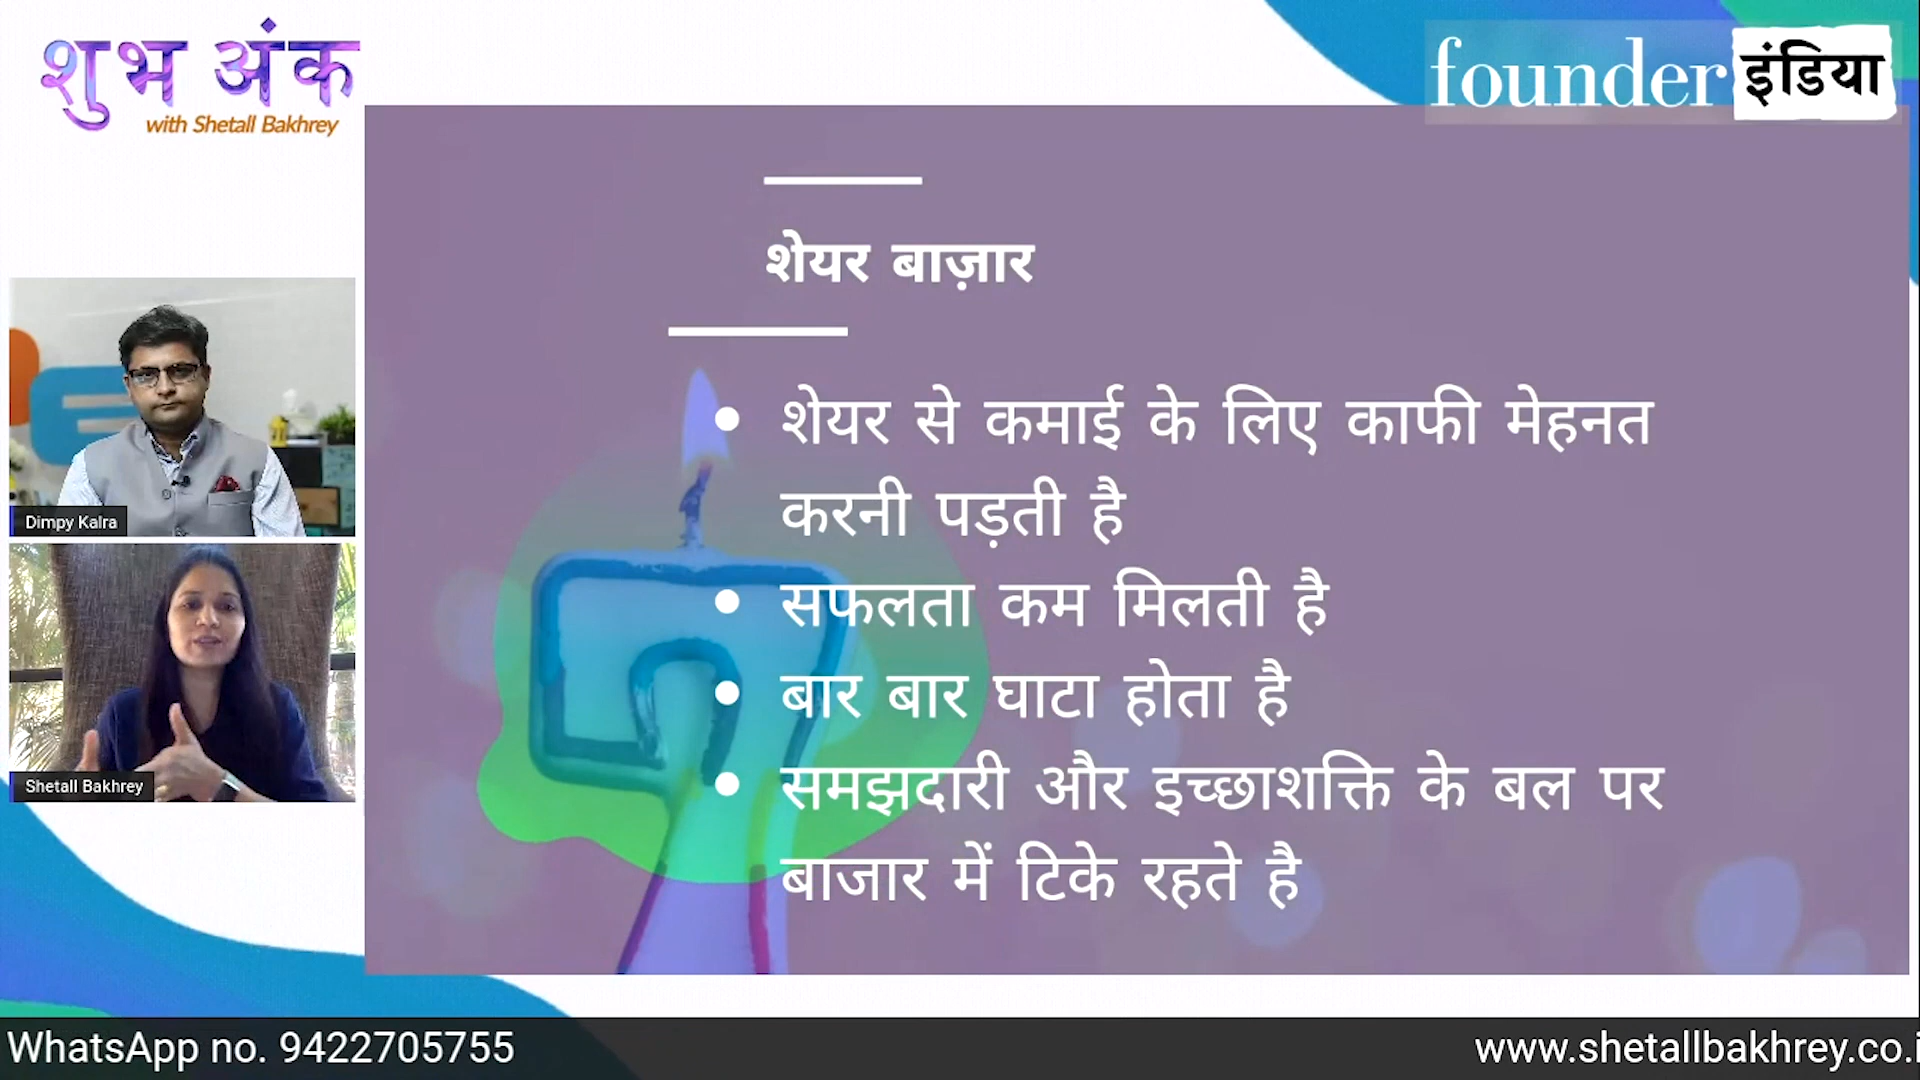 शुभ अंक
with Shetall Bakhrey
founder इंडिया
शेयर बाज़ार
• शेयर से कमाई के लिए काफी मेहनत
करनी पड़ती है
• सफलता कम मिलती है
• बार बार घाटा होता है
• समझदारी और इच्छाशक्ति के बल पर
बाजार में टिके रहते है
Dimpy Kalra
Shetall Bakhrey
WhatsApp no. 9422705755
www.shetallbakhrey.co.i